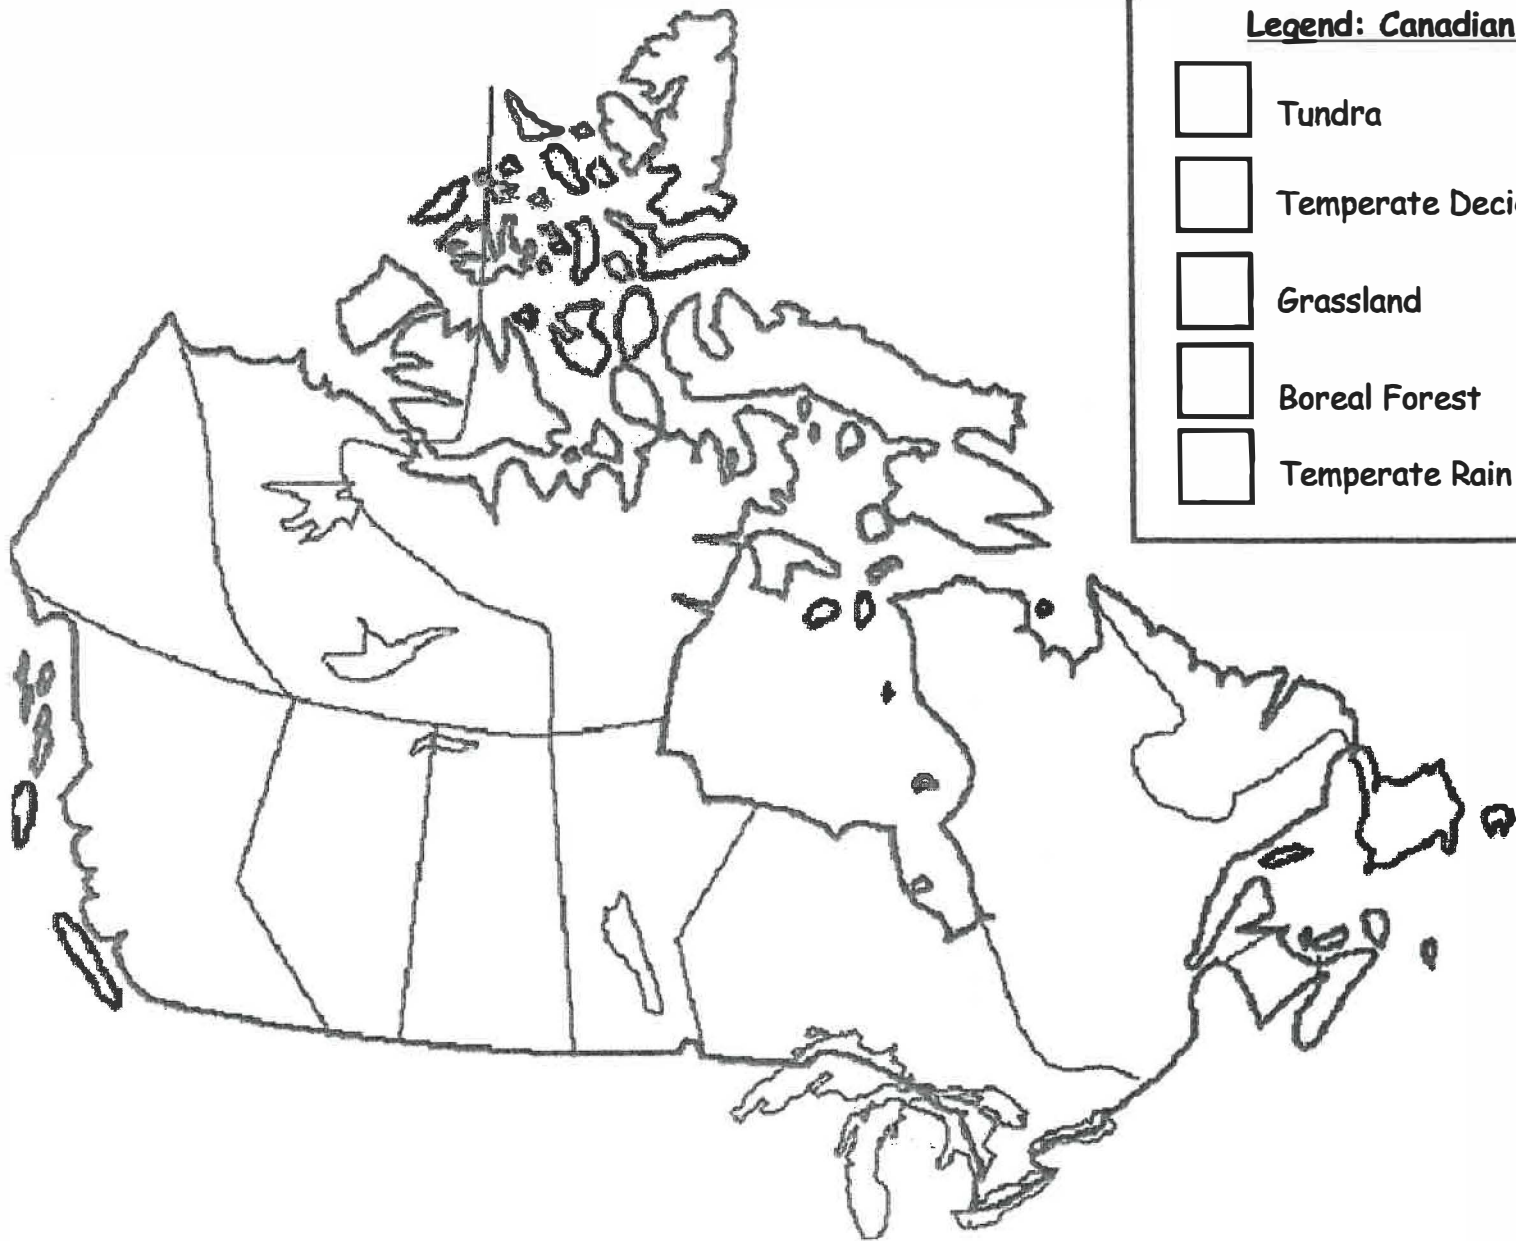 Legend: Canadian
Tundra
Temperate Deci
Grassland
Boreal Forest
Temperate Rain